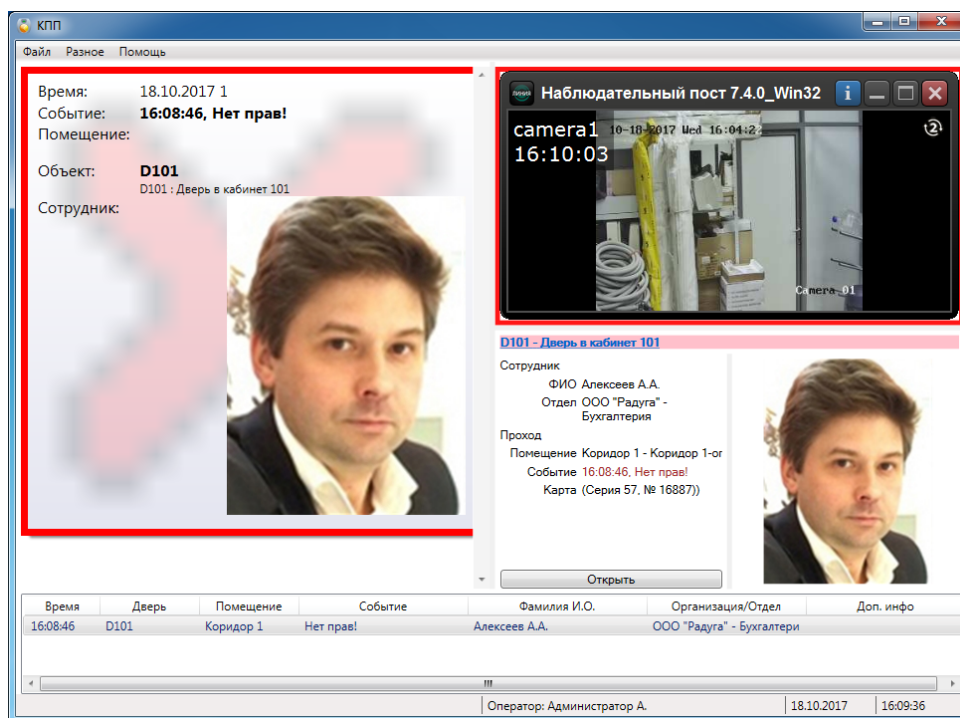 КПП
Файл Разное Помощь
Время: 18.10.2017 1
Событие: 16:08:46, Нет прав!
Помещение:
Объект: D101
D101 : Дверь в кабинет 101
Сотрудник:
Наблюдательный пост 7.4.0_Win32
camera1 10-18-2017 Wed 16:04:2
16:10:03
2
Camera 01
D101 - Дверь в кабинет 101
Сотрудник
ФИО Алексеев А.А.
Отдел ООО "Радуга" -
Бухгалтерия
Проход
Помещение Коридор 1 - Коридор 1-ог
Событие 16:08:46, Нет прав!
Карта (Серия 57, № 16887))
Открыть
Время Дверь Помещение Событие Фамилия И.О. Организация/Отдел Доп. инфо
16:08:46 D101 Коридор 1 Нет прав! Алексеев А.А. ООО "Радуга" - Бухгалтери
Оператор: Администратор А. 18.10.2017 16:09:36